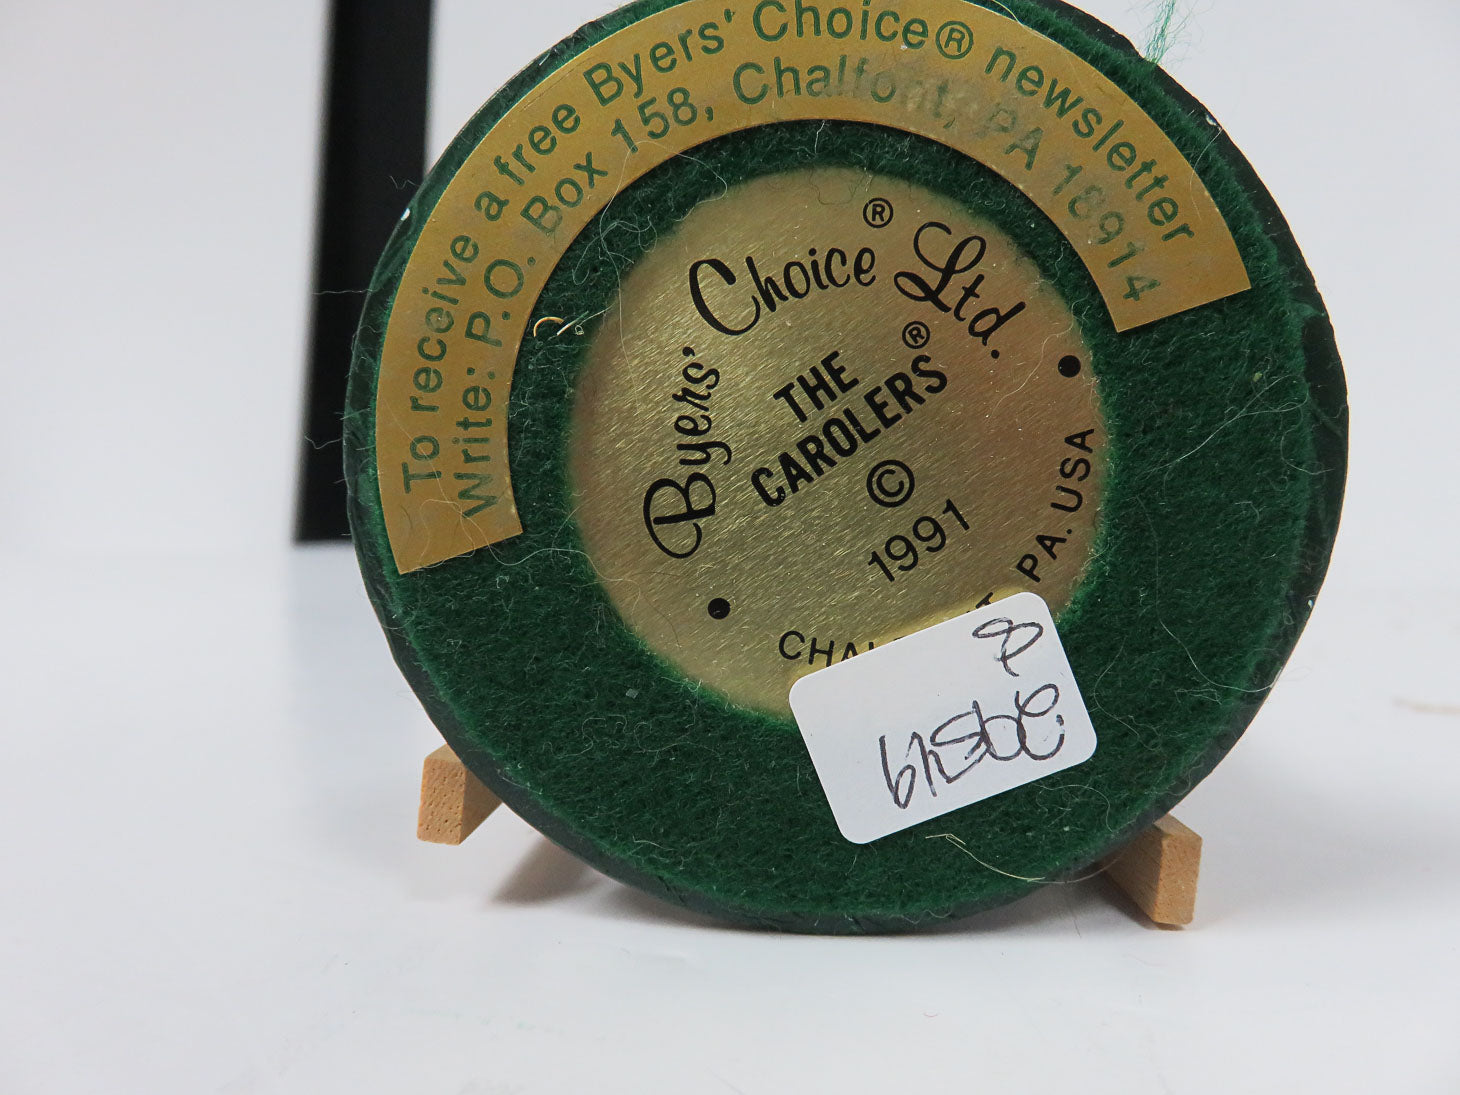 To receive a free Byers' Choice® newsletter
Write: P.O. Box 158, Chalfont, PA 18914
Byers' Choice® Ltd.
THE
CAROLERS®
©
1991
PA. USA